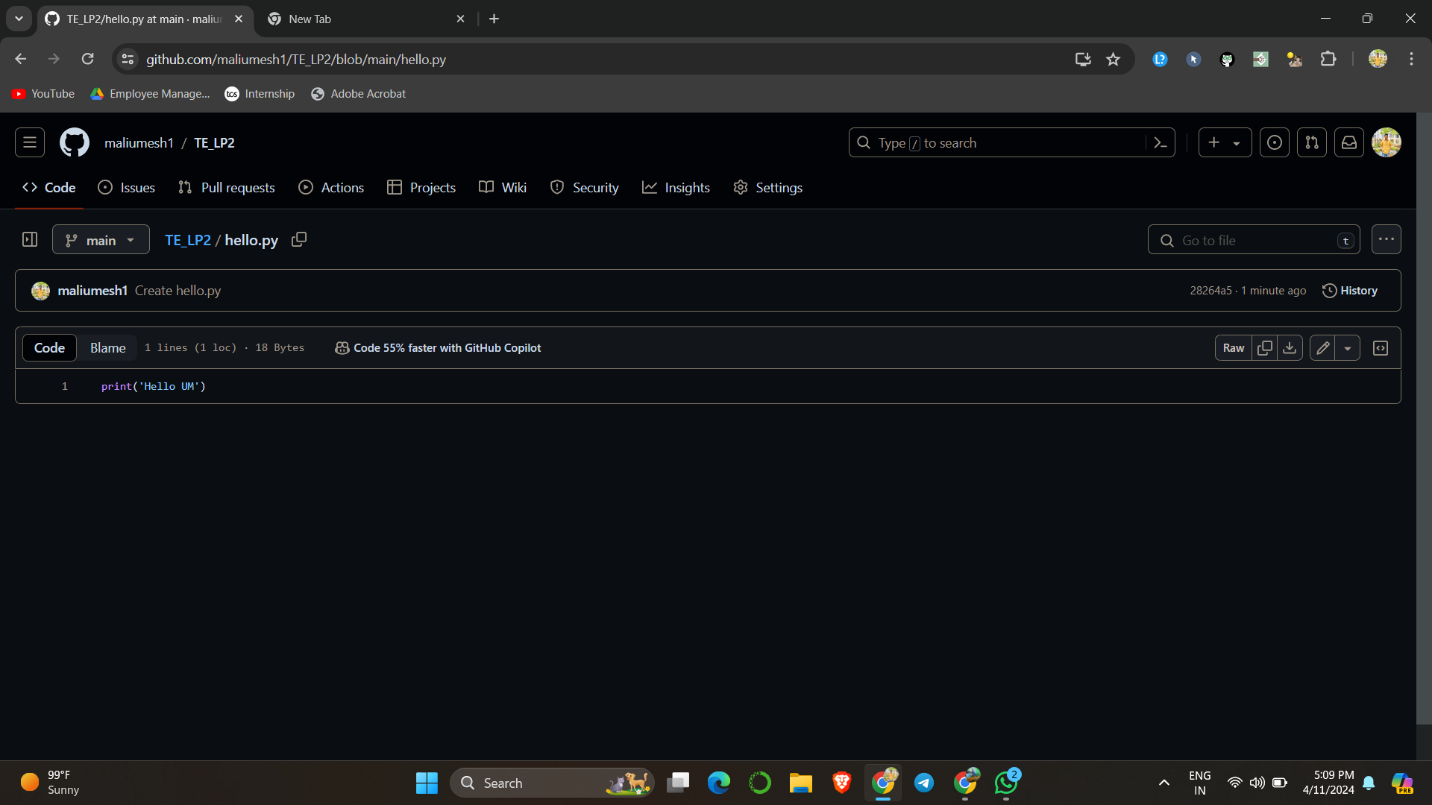 TE_LP2/hello.py at main · maliu
New Tab
github.com/maliumesh1/TE_LP2/blob/main/hello.py
YouTube
Employee Manage...
tcs
Internship
Adobe Acrobat
maliumesh1 / TE_LP2
Type / to search
Code
Issues
Pull requests
Actions
Projects
Wiki
Security
Insights
Settings
main
TE_LP2 / hello.py
Go to file
t
maliumesh1 Create hello.py
28264a5 · 1 minute ago
History
Code
Blame
1 lines (1 loc) · 18 Bytes
Code 55% faster with GitHub Copilot
Raw
1 print('Hello UM')
99°F
Sunny
Search
2
ENG
IN
5:09 PM
4/11/2024
PRE